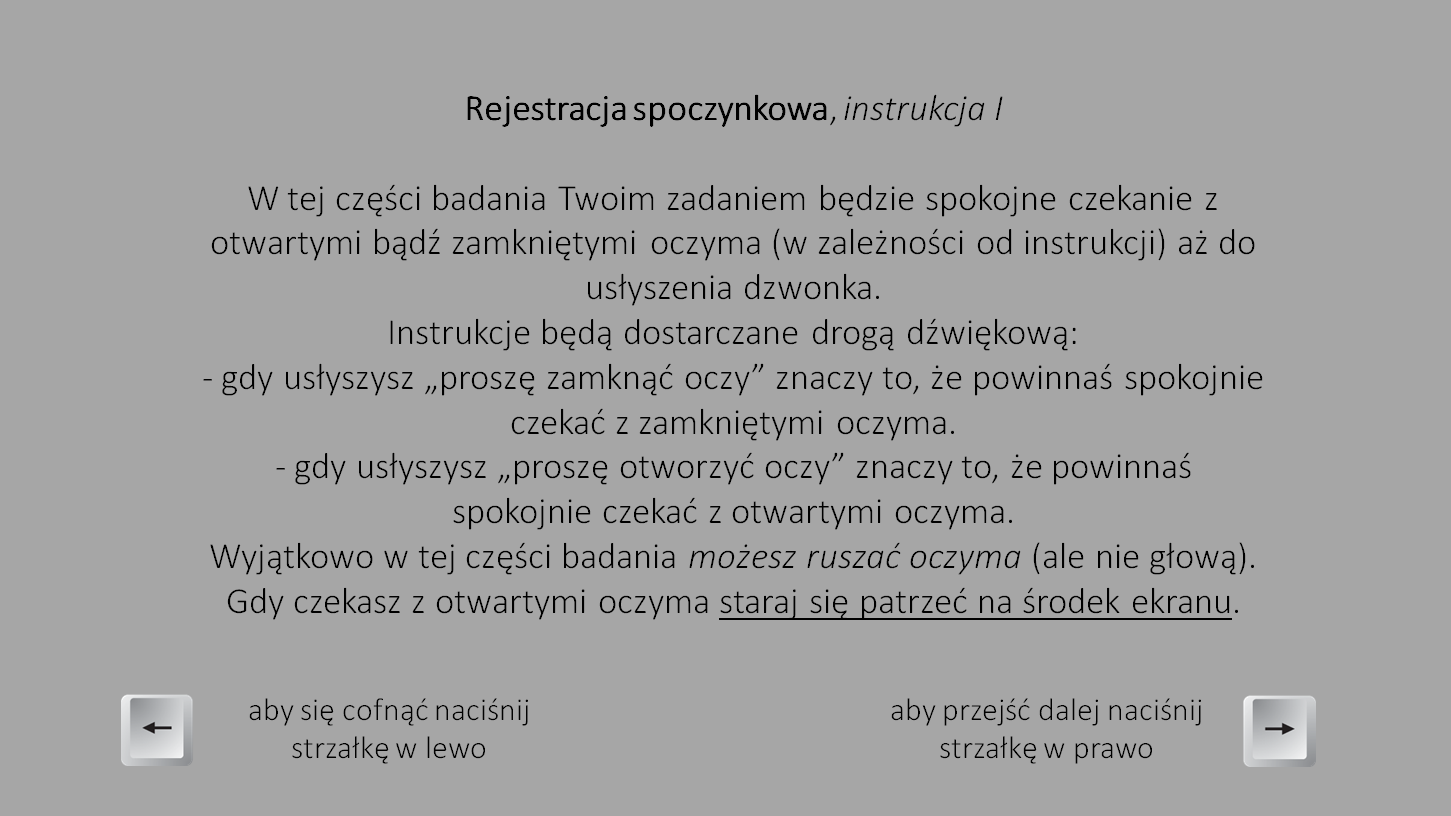 Rejestracja spoczynkowa, instrukcja I
W tej części badania Twoim zadaniem będzie spokojne czekanie z
otwartymi bądź zamkniętymi oczyma (w zależności od instrukcji) aż do
usłyszenia dzwonka.
Instrukcje będą dostarczane drogą dźwiękową:
- gdy usłyszysz „proszę zamknąć oczy” znaczy to, że powinnaś spokojnie
czekać z zamkniętymi oczyma.
- gdy usłyszysz „proszę otworzyć oczy” znaczy to, że powinnaś
spokojnie czekać z otwartymi oczyma.
Wyjątkowo w tej części badania możesz ruszać oczyma (ale nie głową).
Gdy czekasz z otwartymi oczyma staraj się patrzeć na środek ekranu.
aby się cofnąć naciśnij
strzałkę w lewo
aby przejść dalej naciśnij
strzałkę w prawo